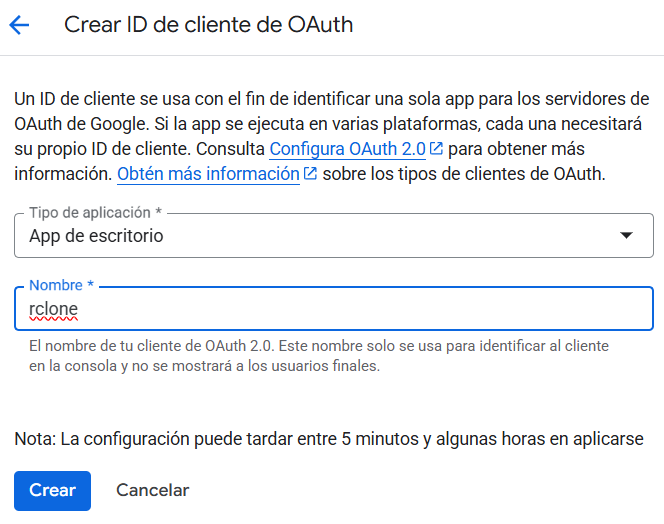 Crear ID de cliente de OAuth
Un ID de cliente se usa con el fin de identificar una sola app para los servidores de
OAuth de Google. Si la app se ejecuta en varias plataformas, cada una necesitará
su propio ID de cliente. Consulta Configura OAuth 2.0 para obtener más
información. Obtén más información sobre los tipos de clientes de OAuth.
Tipo de aplicación *
App de escritorio
Nombre *
rclone
El nombre de tu cliente de OAuth 2.0. Este nombre solo se usa para identificar al cliente
en la consola y no se mostrará a los usuarios finales.
Nota: La configuración puede tardar entre 5 minutos y algunas horas en aplicarse
Crear Cancelar